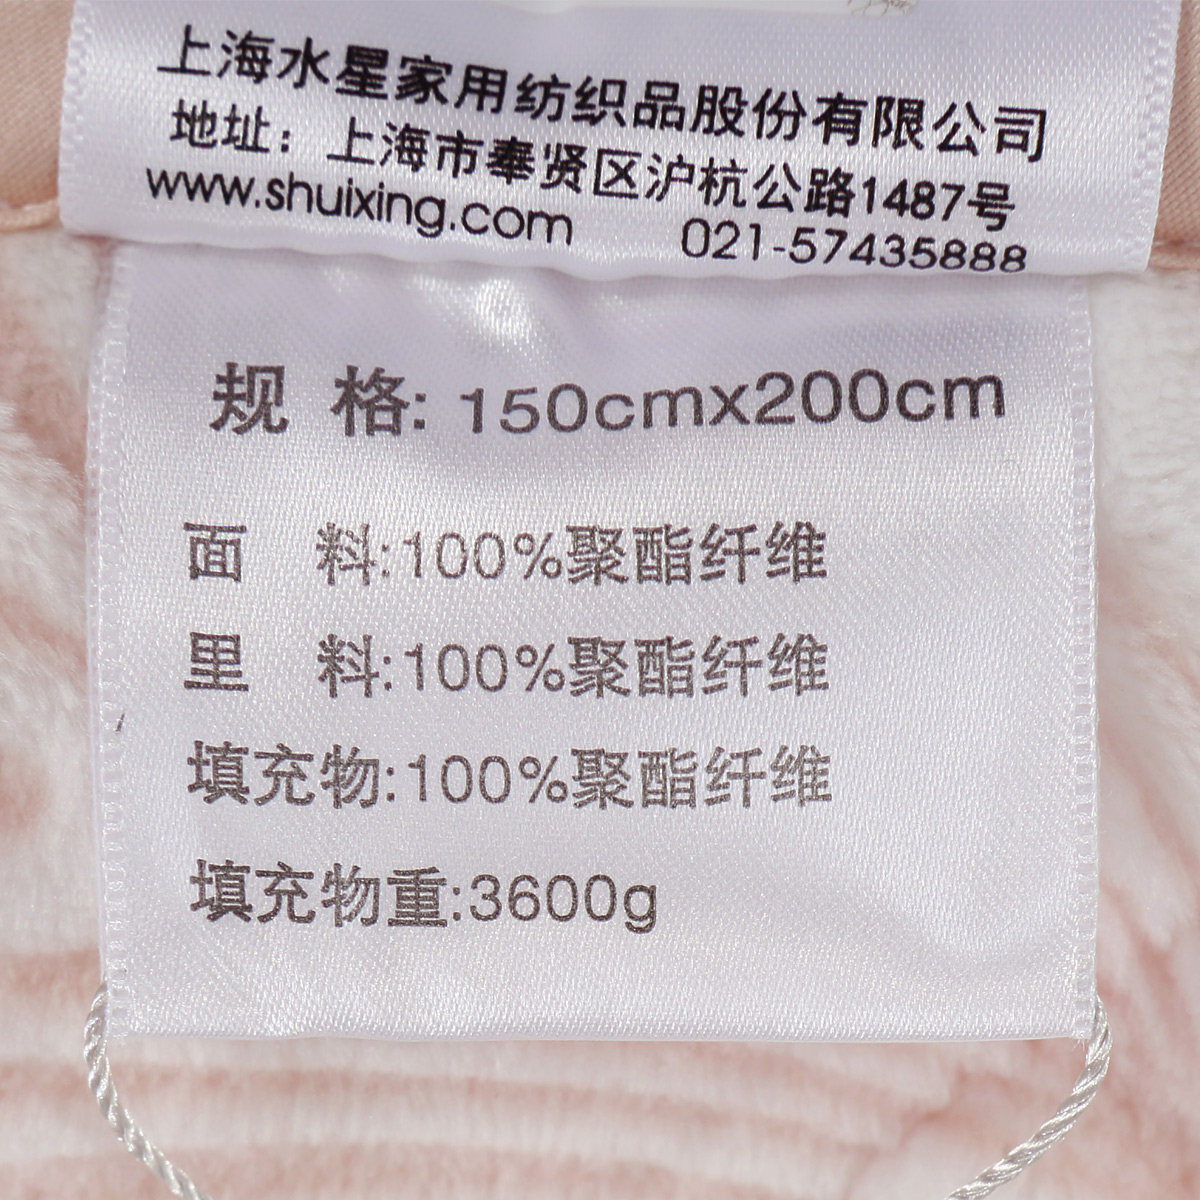 上海水星家用纺织品股份有限公司
地址：上海市奉贤区沪杭公路1487号
www.shuixing.com 021-57435888
规 格: 150cmx200cm
面 料:100%聚酯纤维
里 料:100%聚酯纤维
填充物:100%聚酯纤维
填充物重:3600g